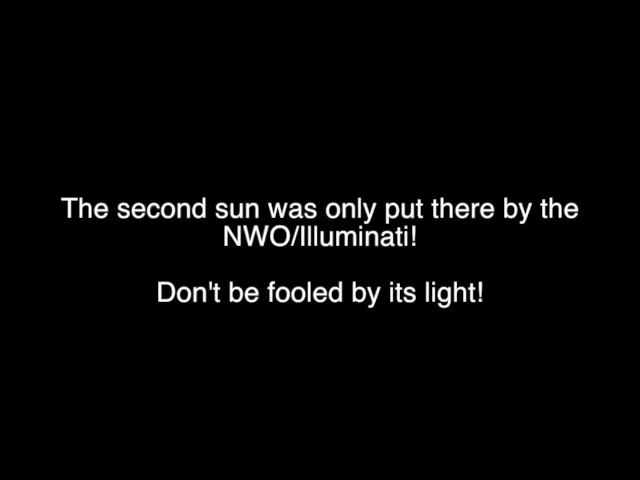 The second sun was only put there by the
NWO/Illuminati!
Don't be fooled by its light!